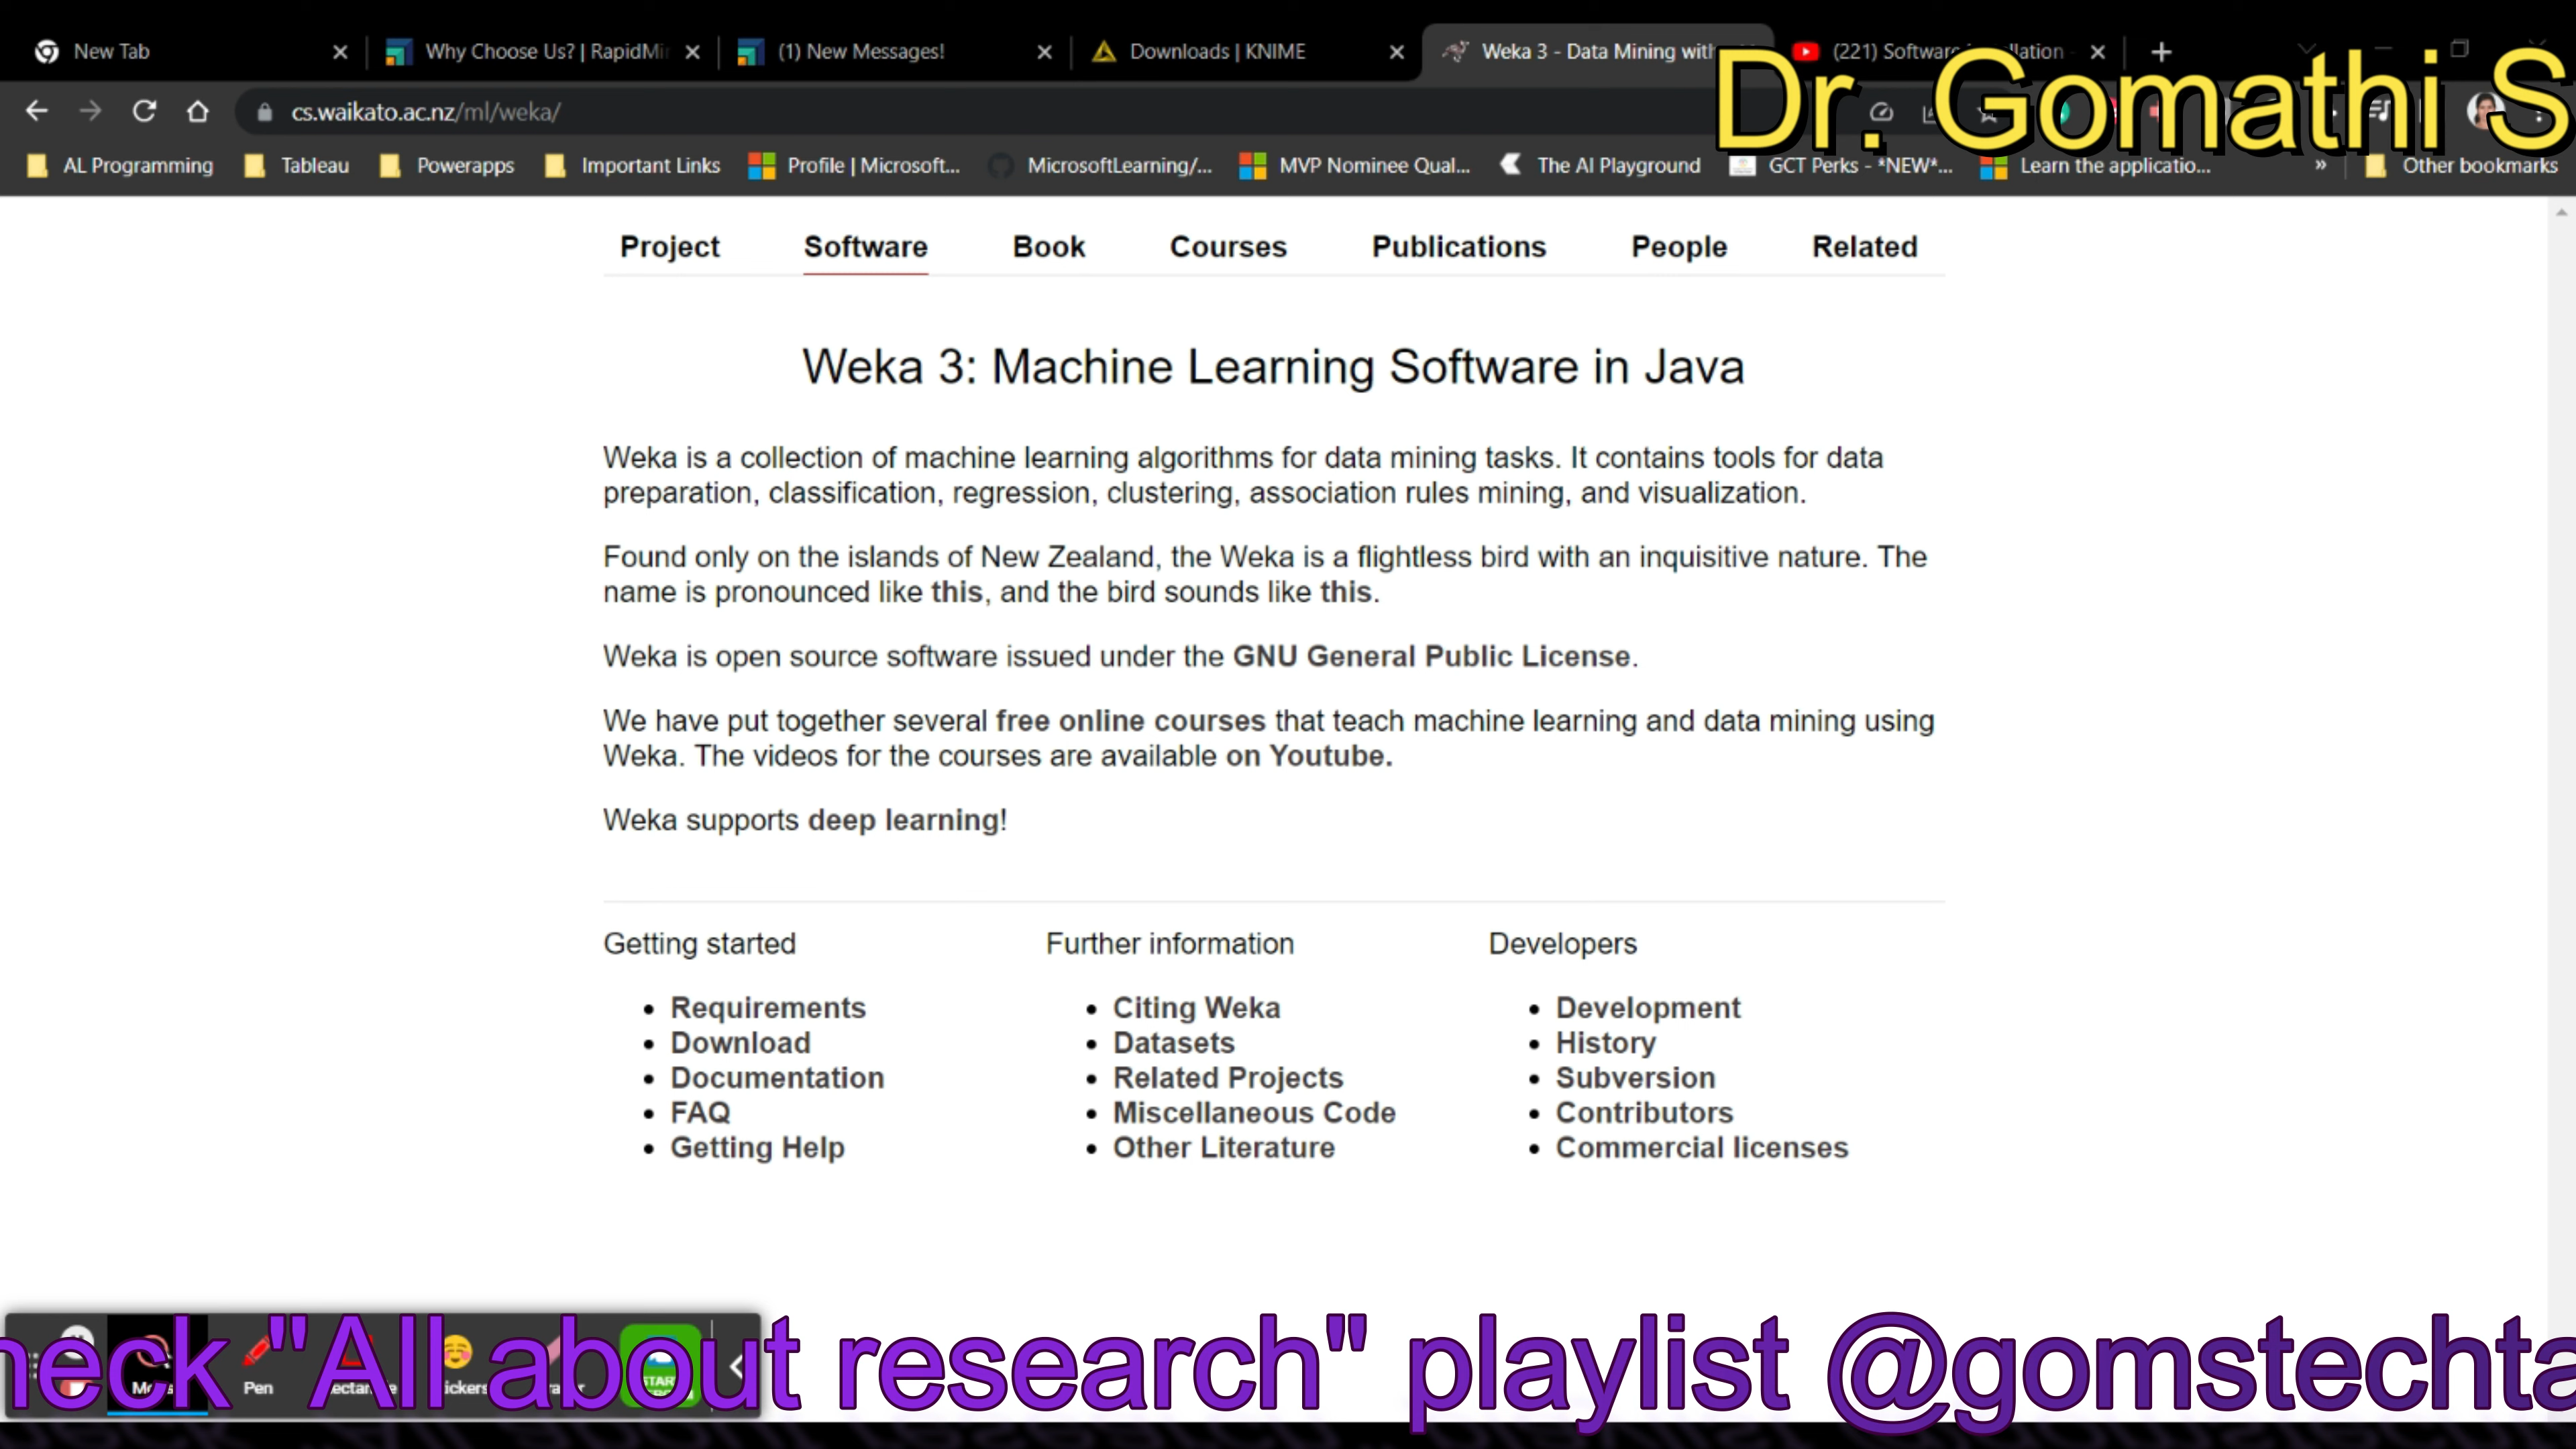 New Tab
Why Choose Us? | RapidMi
(1) New Messages!
Downloads | KNIME
Weka 3 - Data Mining with
(221) Software
llation
Dr. Gomathi S
cs.waikato.ac.nz/ml/weka/
AL Programming
Tableau
Powerapps
Important Links
Profile | Microsoft...
MicrosoftLearning/...
MVP Nominee Qual...
The AI Playground
GCT Perks - *NEW*...
Learn the applicatio...
»
Other bookmarks
Project
Software
Book
Courses
Publications
People
Related
Weka 3: Machine Learning Software in Java
Weka is a collection of machine learning algorithms for data mining tasks. It contains tools for data
preparation, classification, regression, clustering, association rules mining, and visualization.
Found only on the islands of New Zealand, the Weka is a flightless bird with an inquisitive nature. The
name is pronounced like this, and the bird sounds like this.
Weka is open source software issued under the GNU General Public License.
We have put together several free online courses that teach machine learning and data mining using
Weka. The videos for the courses are available on Youtube.
Weka supports deep learning!
Getting started
Requirements
Download
Documentation
FAQ
Getting Help
Further information
Citing Weka
Datasets
Related Projects
Miscellaneous Code
Other Literature
Developers
Development
History
Subversion
Contributors
Commercial licenses
heck "All about research" playlist @gomstechta
Pen